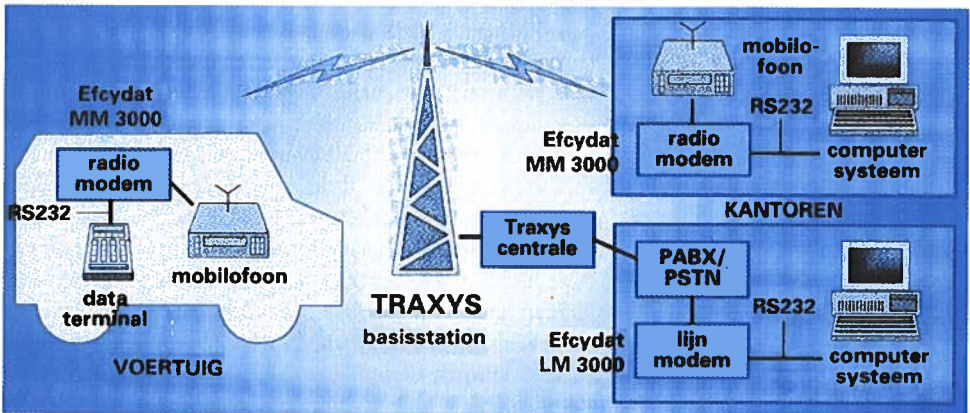 Efcydat
MM 3000
radio
modem
RS232
data
terminal
mobilofoon
VOERTUIG
TRAXYS
basisstation
Traxys
centrale
mobilo-
foon
RS232
Efcydat
MM 3000
radio
modem
computer
systeem
KANTOREN
PABX/
PSTN
RS232
Efcydat
LM 3000
lijn
modem
computer
systeem